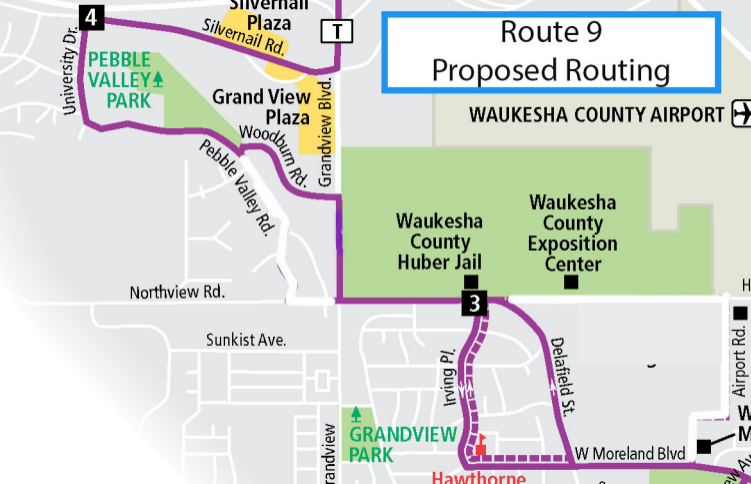 Silvernail
Plaza
4
Silvernail Rd.
T
Route 9
Proposed Routing
University Dr.
PEBBLE
VALLEY
PARK
Grand View
Plaza
Grandview Blvd.
WAUKESHA COUNTY AIRPORT
Woodburn Rd.
Pebble Valley Rd.
Waukesha
County
Huber Jail
Waukesha
County
Exposition
Center
Northview Rd.
3
H
Sunkist Ave.
Irving Pl.
Delafield St.
Airport Rd.
GRANDVIEW
PARK
randview
W Moreland Blvd
W
M
Hawthorne